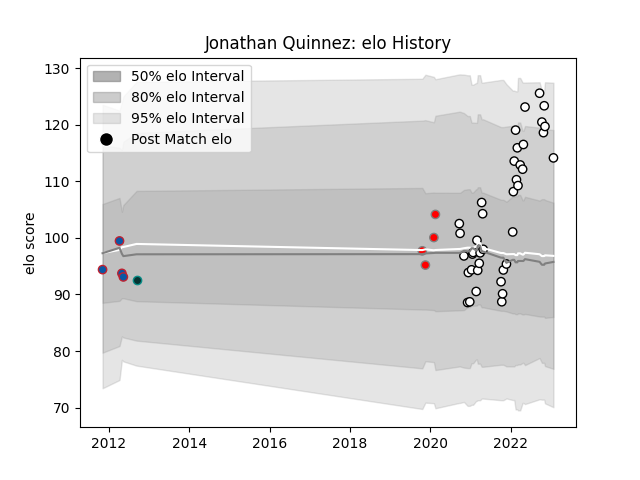 Jonathan Quinnez: elo History
50% elo Interval
80% elo Interval
95% elo Interval
Post Match elo
elo score
130
120
110
100
90
80
70
2012
2014
2016
2018
2020
2022